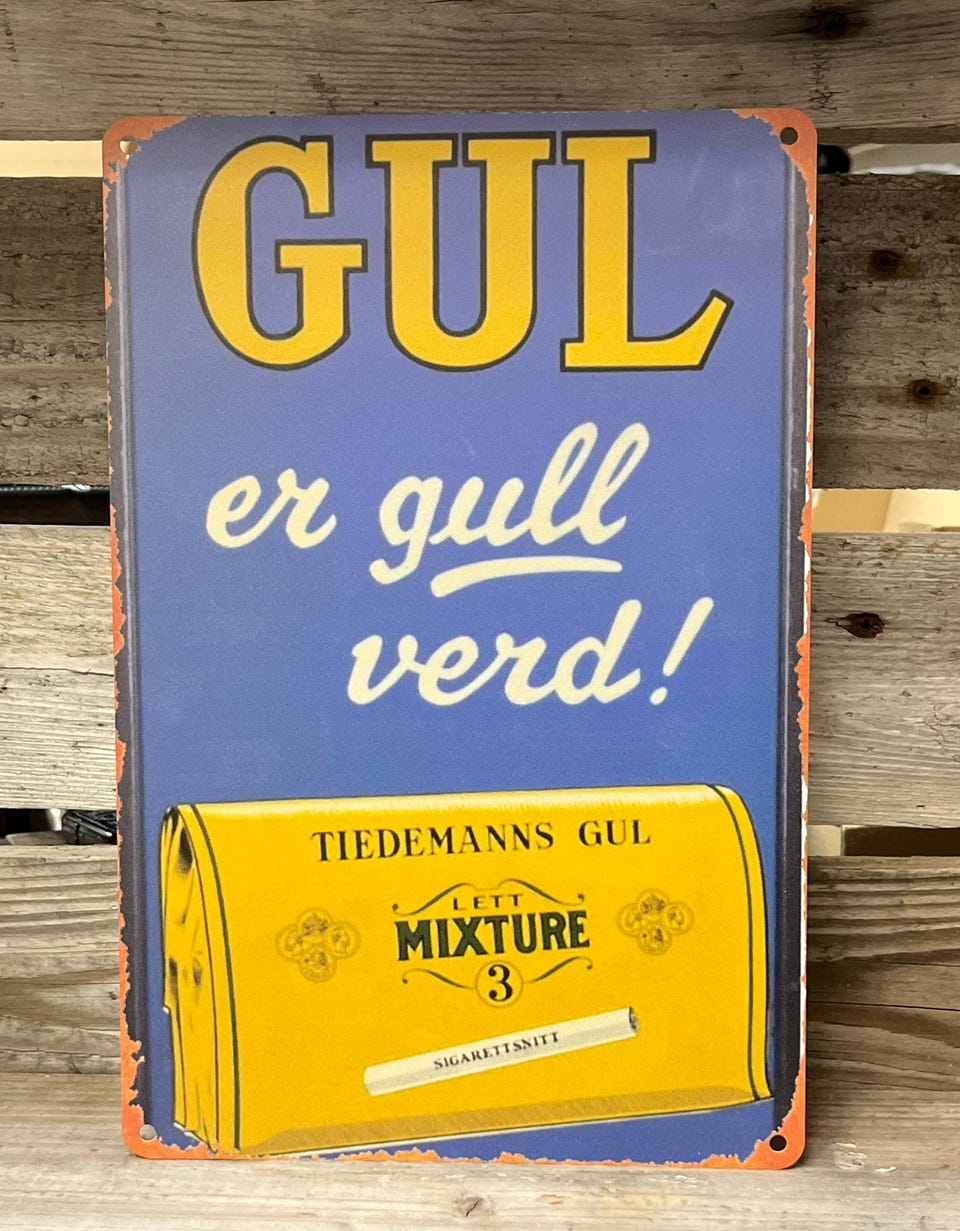 GUL
er gull
verd!
TIEDEMANNS GUL
LETT
MIXTURE
3
SIGARETTSNITT